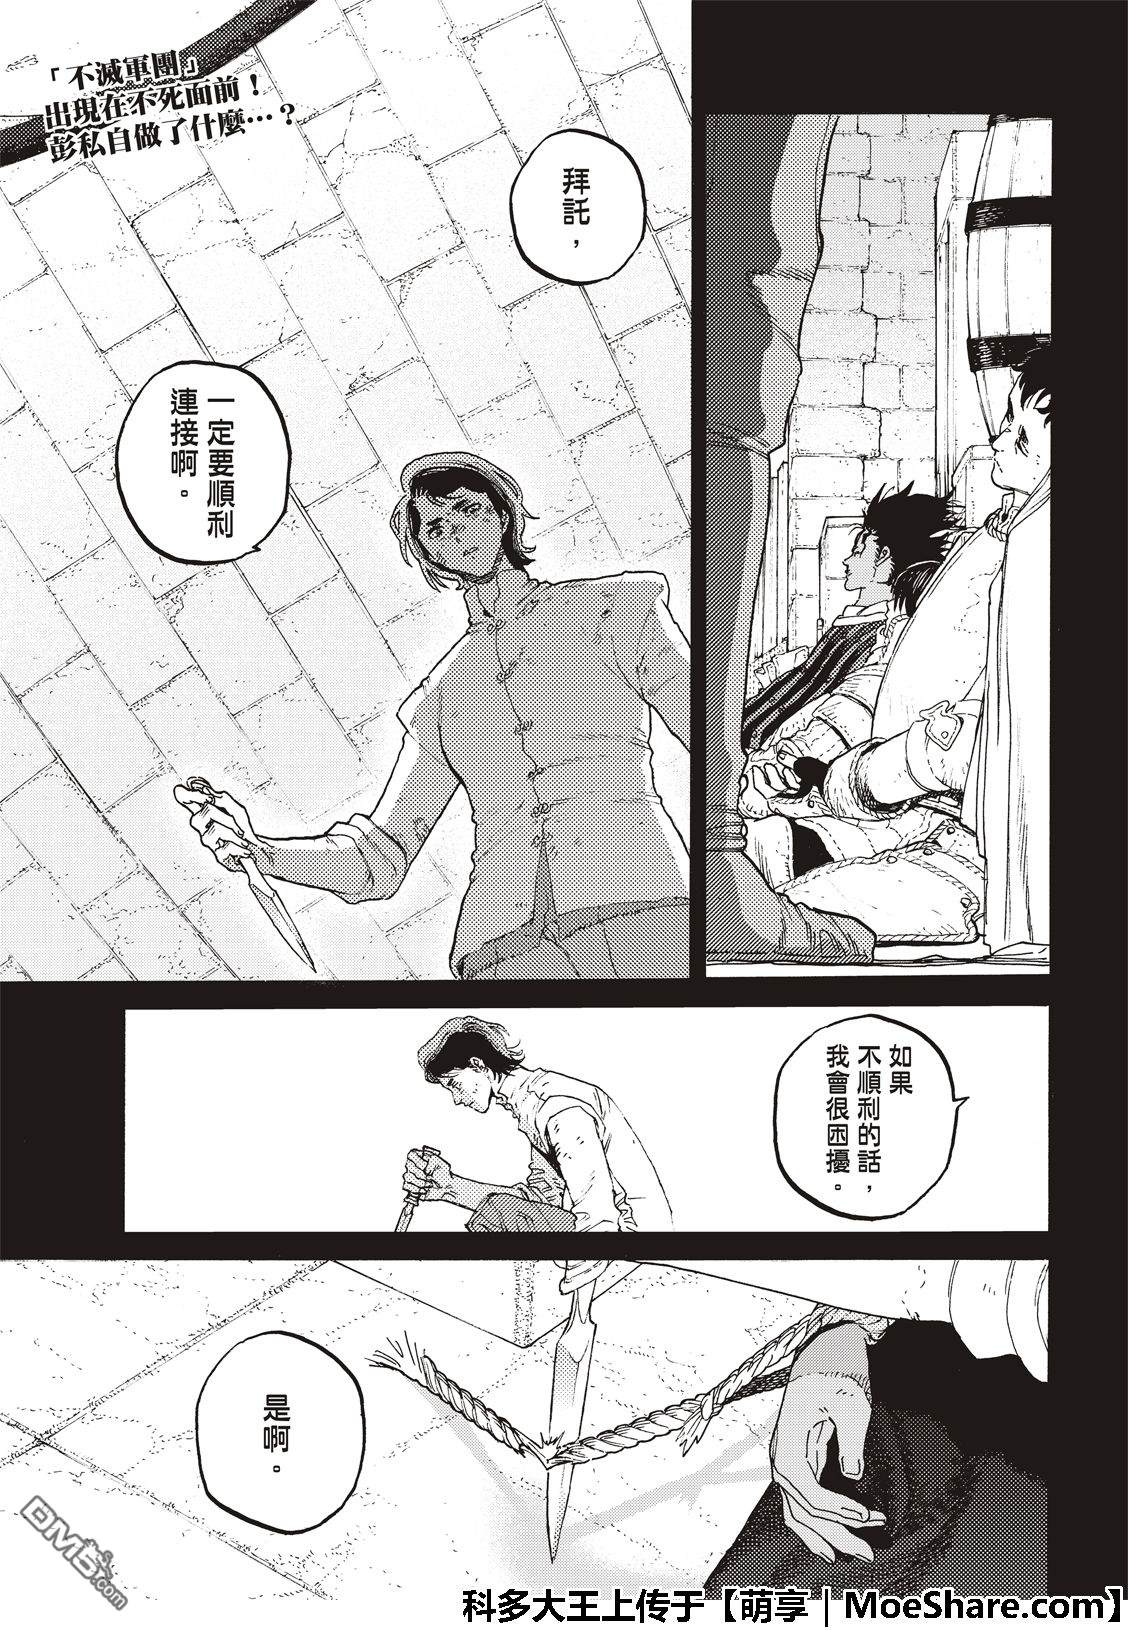 「不滅軍團」
出現在不死面前！
彭私自做了什麼…？
拜託，
一定要順利
連接啊。
如果
不順利的話，
我會很困擾。
是啊。
DM5.com
科多大王上传于【萌享｜MoeShare.com】